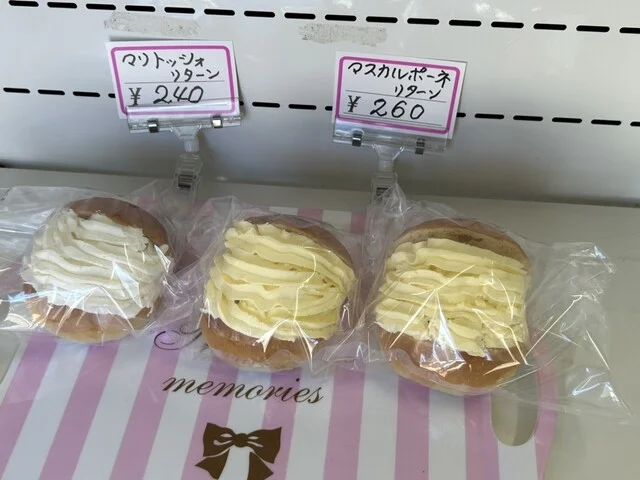 マリトッツォ
リターン
¥ 240
マスカルポーネ
リターン
¥ 260
memories